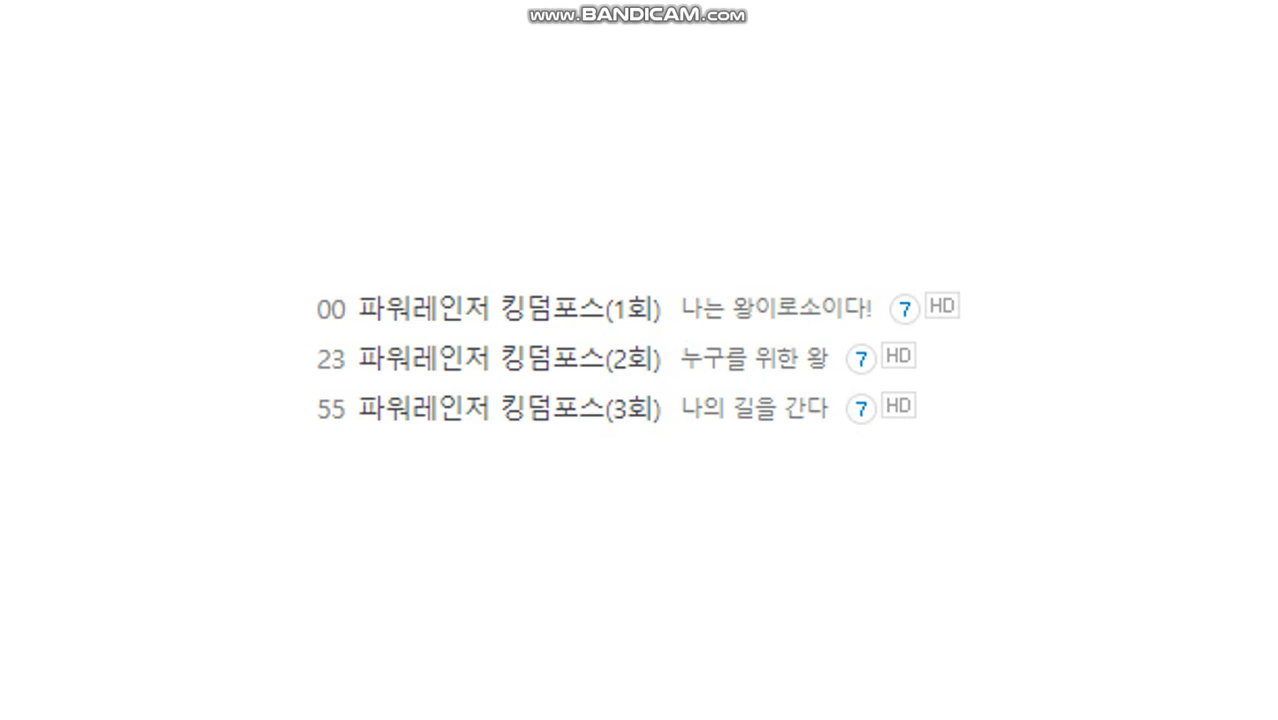 www.BANDICAM.com
00 파워레인저 킹덤포스(1회) 나는 왕이로소이다! 7 HD
23 파워레인저 킹덤포스(2회) 누구를 위한 왕 7 HD
55 파워레인저 킹덤포스(3회) 나의 길을 간다 7 HD